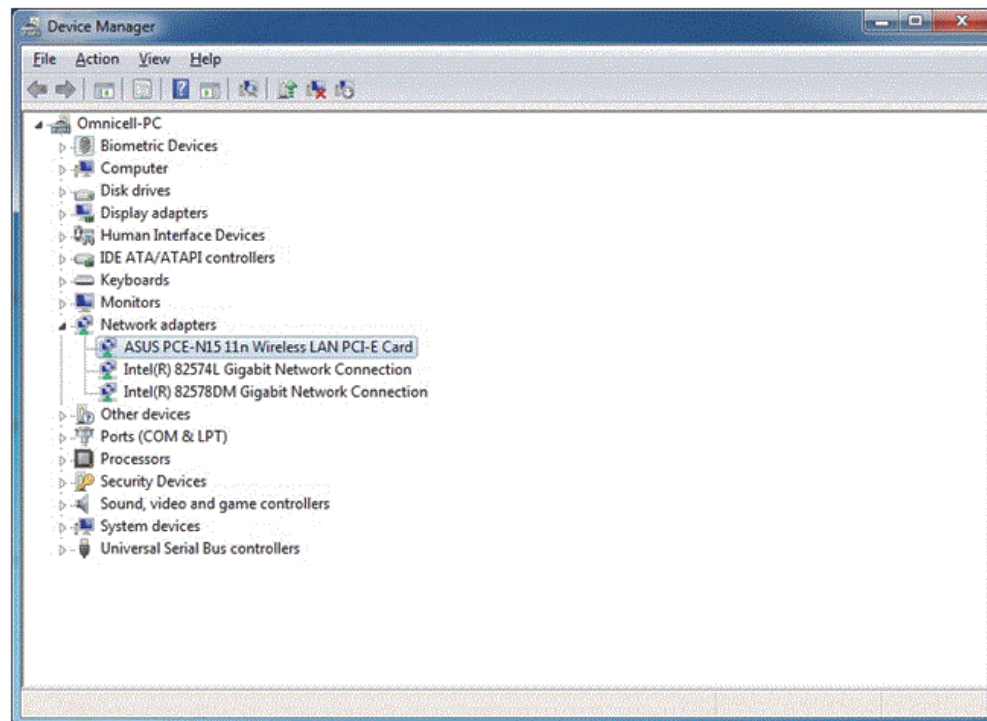 Device Manager
File Action View Help
Omnicell-PC
Biometric Devices
Computer
Disk drives
Display adapters
Human Interface Devices
IDE ATA/ATAPI controllers
Keyboards
Monitors
Network adapters
ASUS PCE-N15 11n Wireless LAN PCI-E Card
Intel(R) 82574L Gigabit Network Connection
Intel(R) 82578DM Gigabit Network Connection
Other devices
Ports (COM & LPT)
Processors
Security Devices
Sound, video and game controllers
System devices
Universal Serial Bus controllers